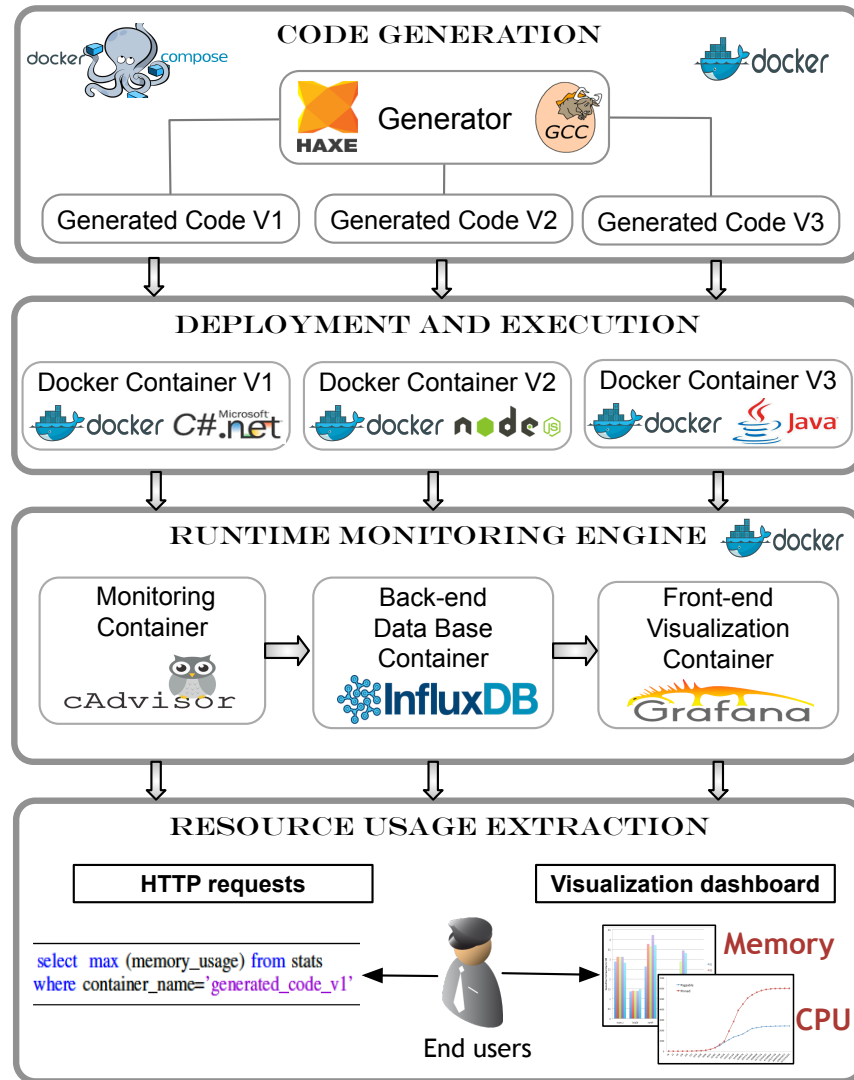 CODE GENERATION
docker compose
docker
HAXE
Generator
GCC
Generated Code V1
Generated Code V2
Generated Code V3
DEPLOYMENT AND EXECUTION
Docker Container V1
docker C# Microsoft .net
Docker Container V2
docker node JS
Docker Container V3
docker Java
RUNTIME MONITORING ENGINE
docker
Monitoring
Container
cAdvisor
Back-end
Data Base
Container
InfluxDB
Front-end
Visualization
Container
Grafana
RESOURCE USAGE EXTRACTION
HTTP requests
select max (memory_usage) from stats
where container_name='generated_code_v1'
End users
Visualization dashboard
Memory
CPU